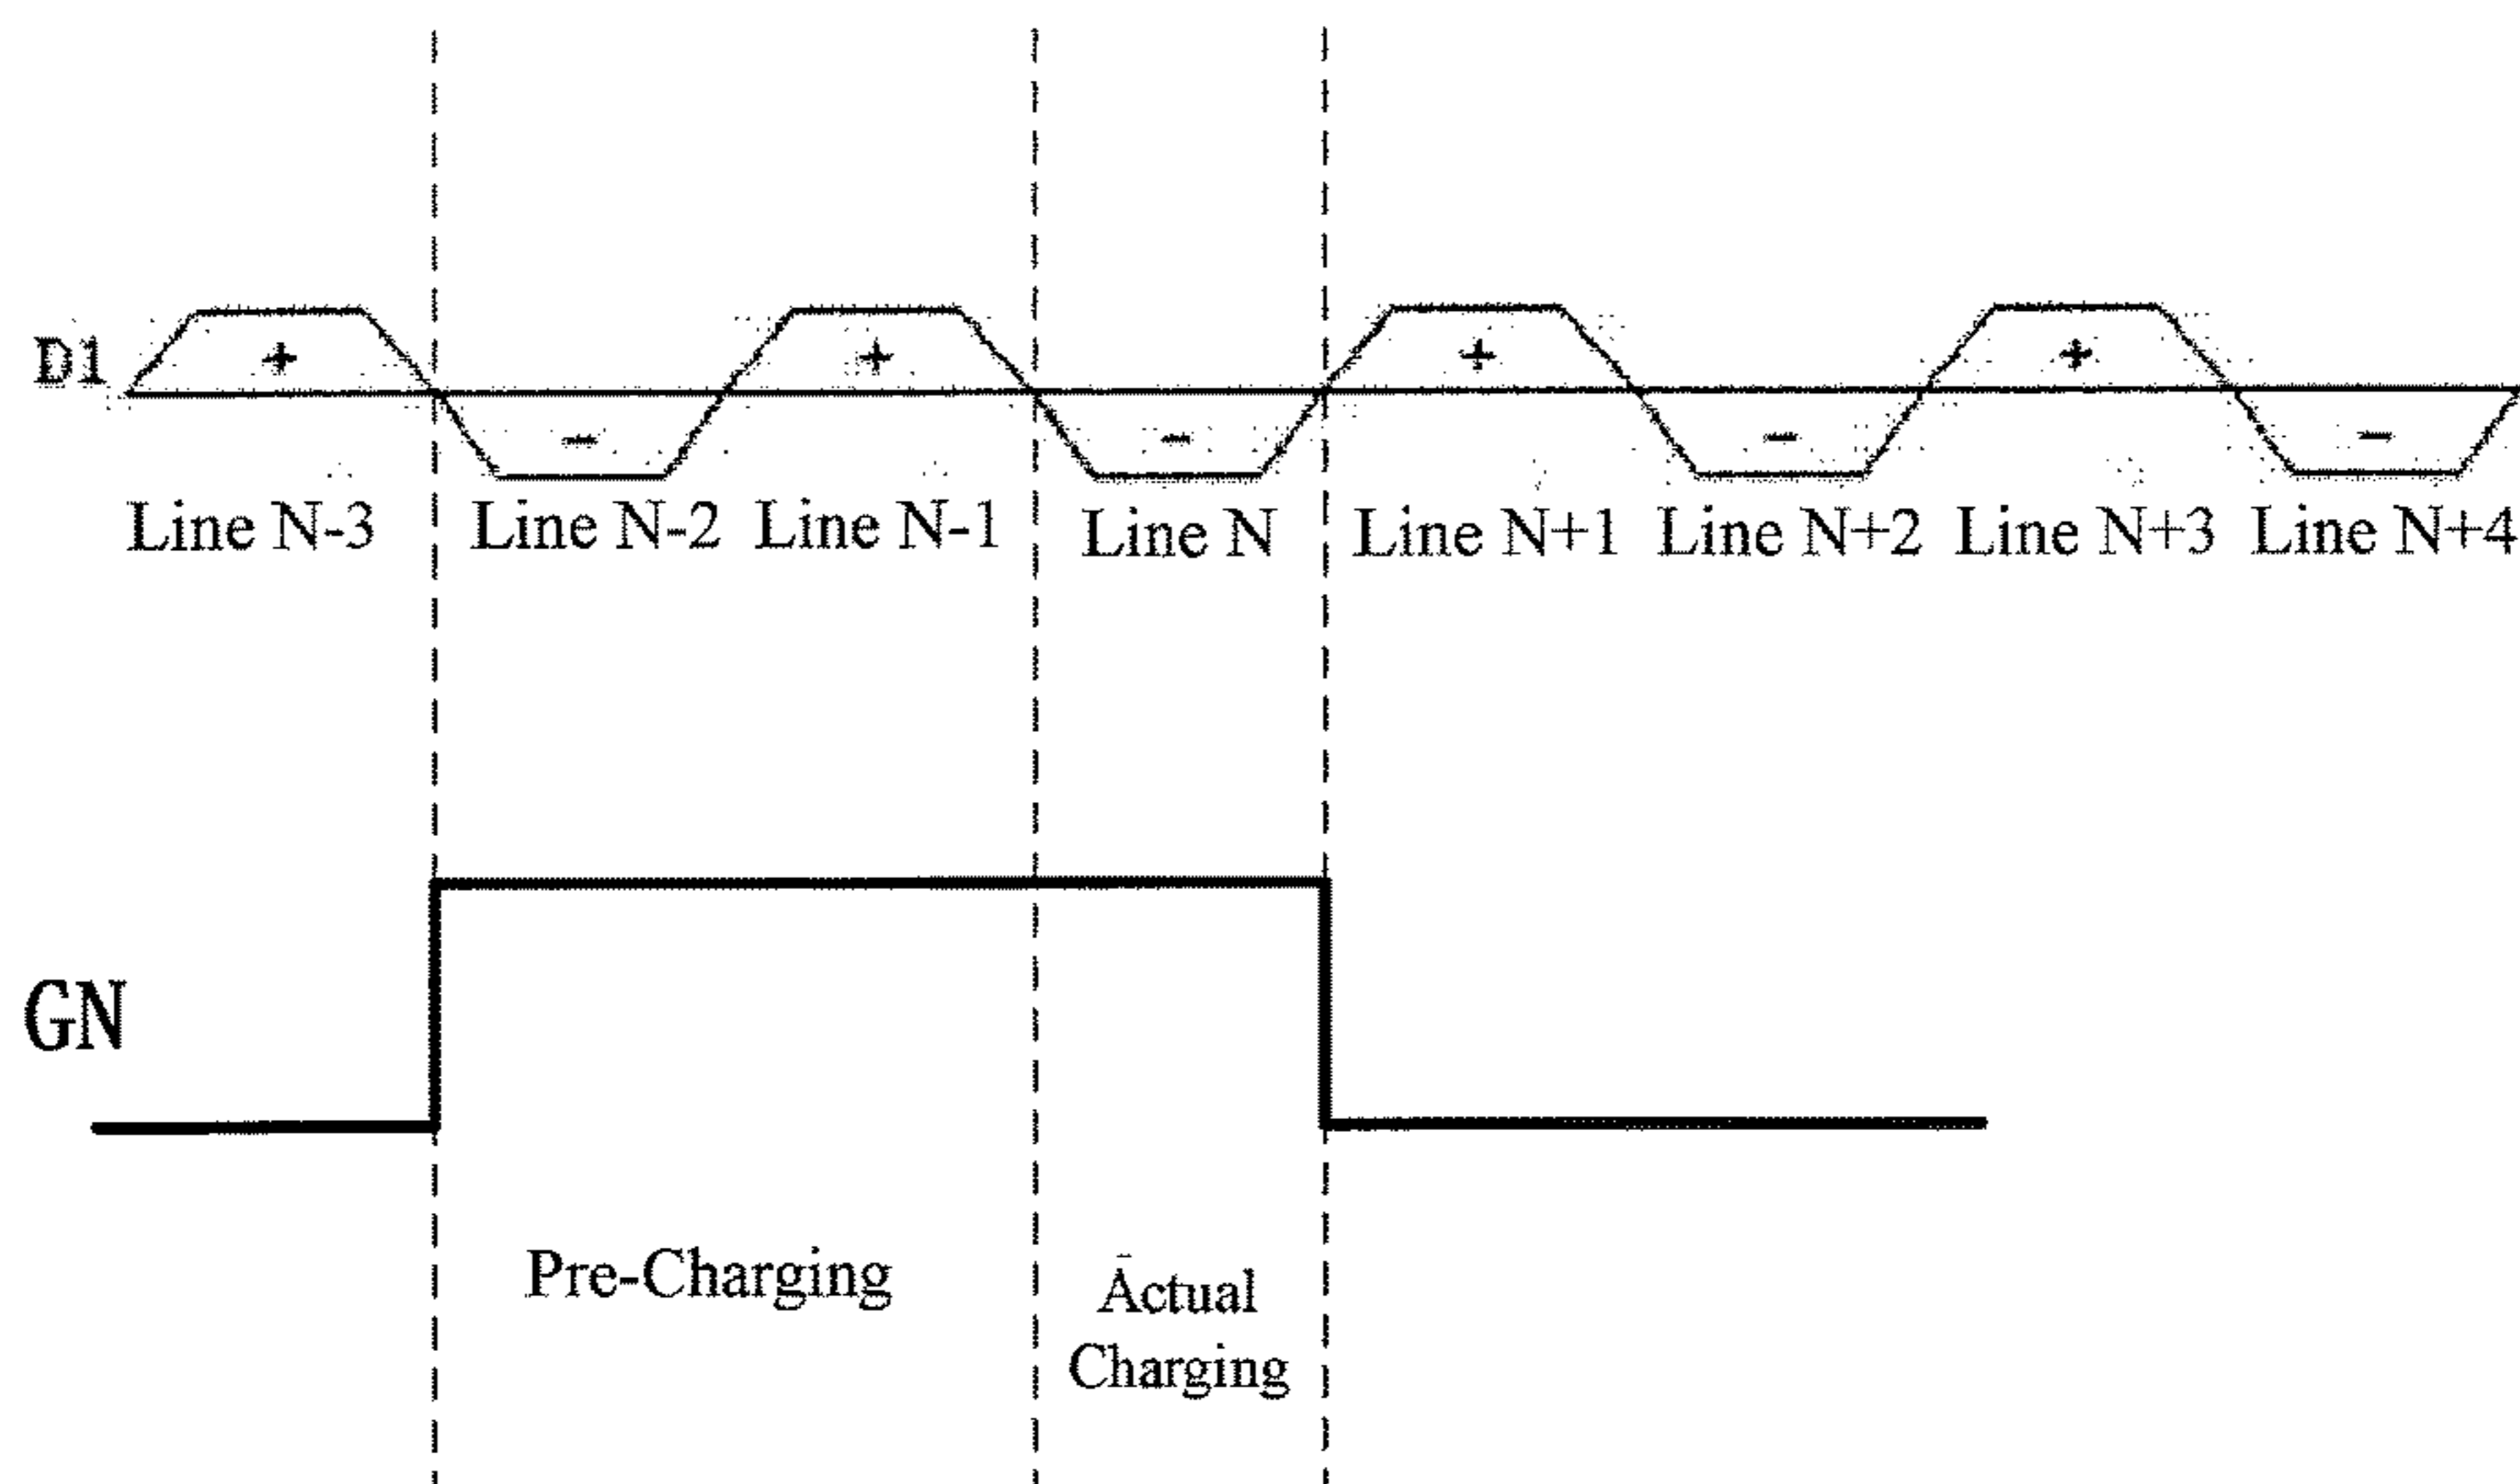 D1
+ + + +
- - - -
Line N-3 Line N-2 Line N-1 Line N Line N+1 Line N+2 Line N+3 Line N+4
GN
Pre-Charging
Actual
Charging